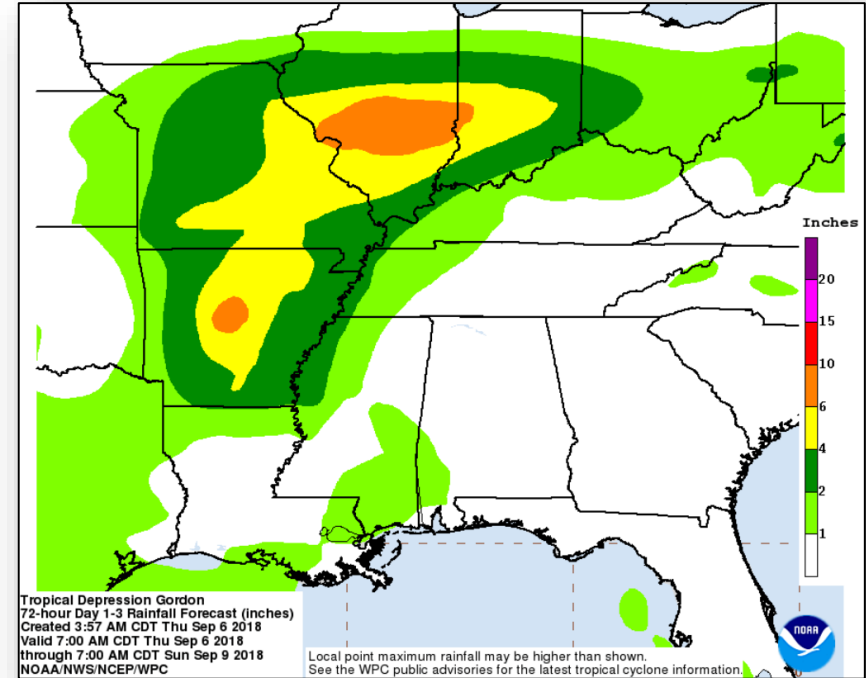 Inches
20
15
10
6
4
2
1
Tropical Depression Gordon
72-hour Day 1-3 Rainfall Forecast (inches)
Created 3:57 AM CDT Thu Sep 6 2018
Valid 7:00 AM CDT Thu Sep 6 2018
through 7:00 AM CDT Sun Sep 9 2018
NOAA/NWS/NCEP/WPC
Local point maximum rainfall may be higher than shown.
See the WPC public advisories for the latest tropical cyclone information.
NOAA